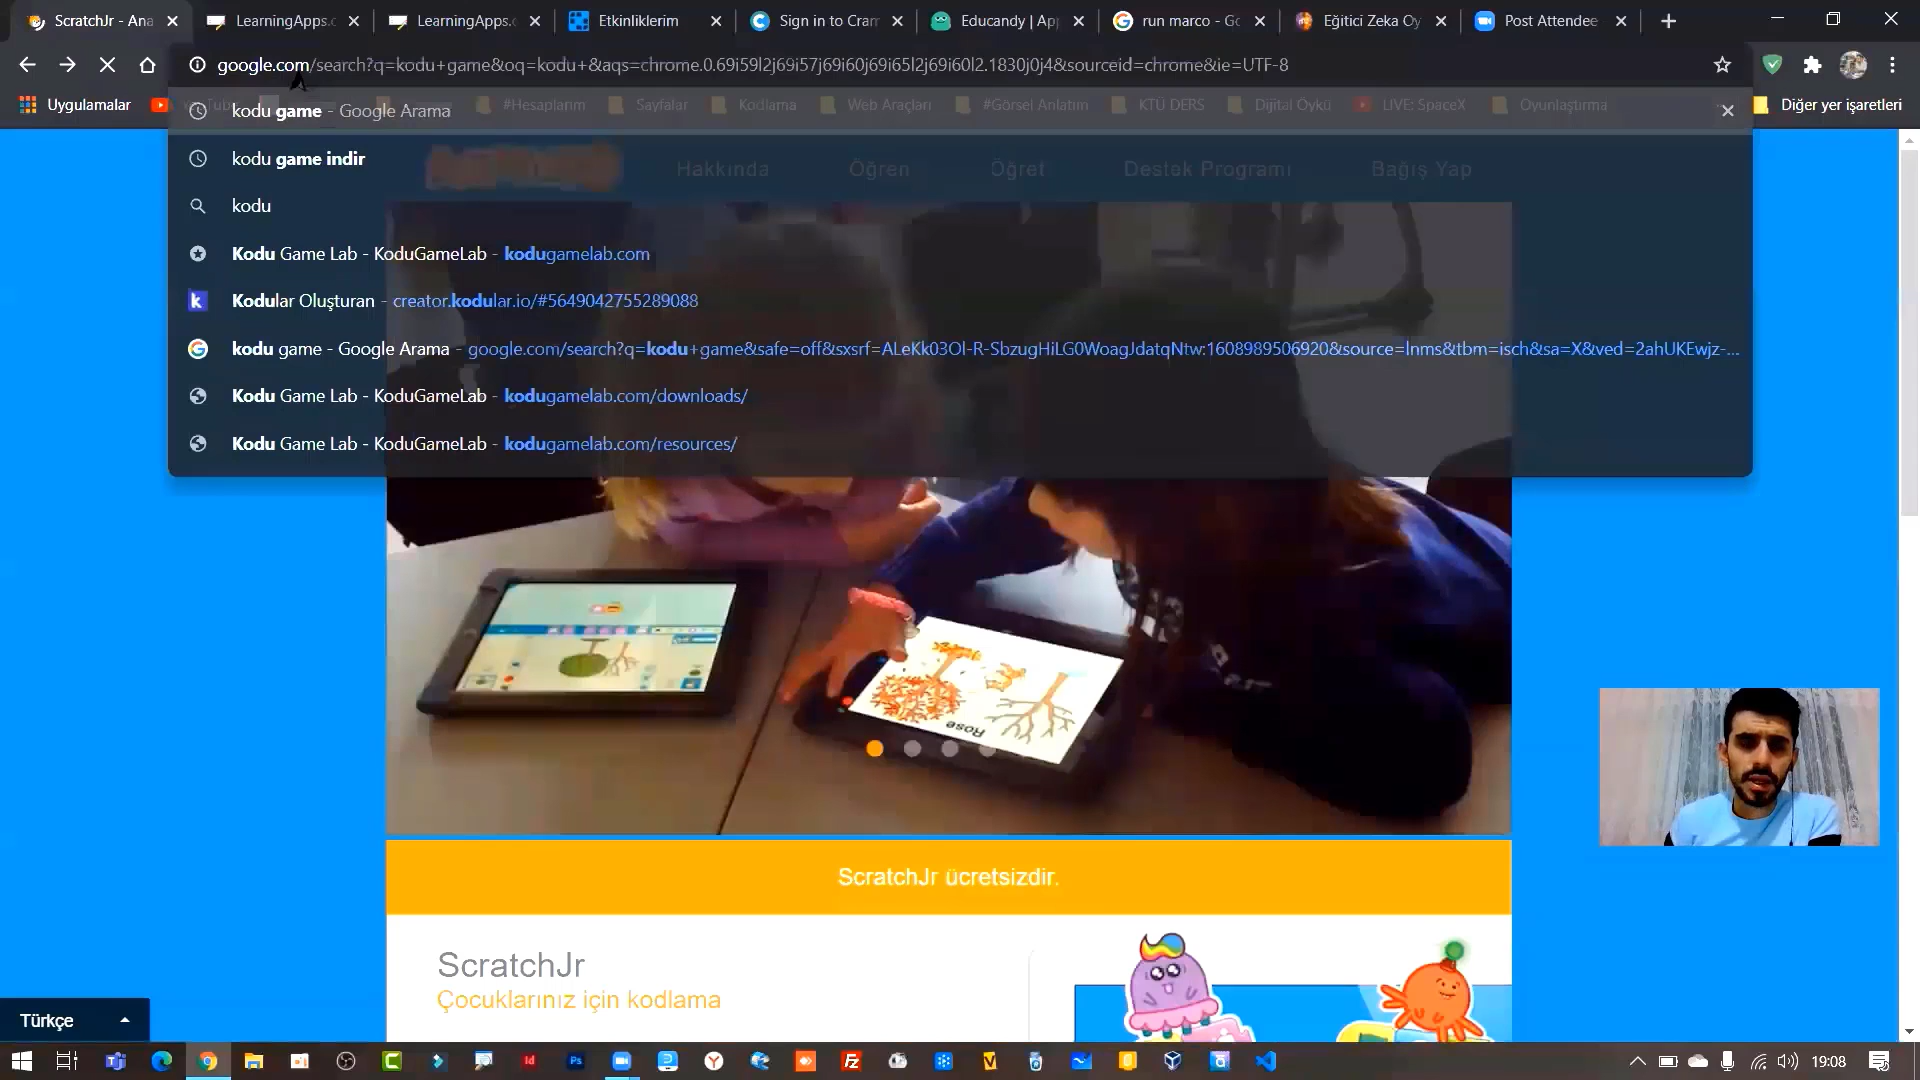 ScratchJr - Ana
LearningApps.c
LearningApps.c
Etkinliklerim
Sign in to Cram
Educandy | App
run marco - Go
Eğitici Zeka Oy
Post Attendee
google.com/search?q=kodu+game&oq=kodu+&aqs=chrome.0.69i59l2j69i57j69i60j69i65l2j69i60l2.1830j0j4&sourceid=chrome&ie=UTF-8
Uygulamalar
#Hesaplarım
Sayfalar
Kodlama
Web Araçları
#Görsel Anlatım
KTÜ DERS
Dijital Öykü
LIVE: SpaceX
Oyunlaştırma
Diğer yer işaretleri
kodu game - Google Arama
kodu game indir
kodu
Kodu Game Lab - KoduGameLab - kodugamelab.com
Kodular Oluşturan - creator.kodular.io/#5649042755289088
kodu game - Google Arama - google.com/search?q=kodu+game&safe=off&sxsrf=ALeKk03OI-R-SbzugHiLG0WoagJdatqNtw:1608989506920&source=lnms&tbm=isch&sa=X&ved=2ahUKEwjz-...
Kodu Game Lab - KoduGameLab - kodugamelab.com/downloads/
Kodu Game Lab - KoduGameLab - kodugamelab.com/resources/
Hakkında
Öğren
Öğret
Destek Programı
Bağış Yap
Rose
ScratchJr ücretsizdir.
ScratchJr
Çocuklarınız için kodlama
Türkçe
19:08